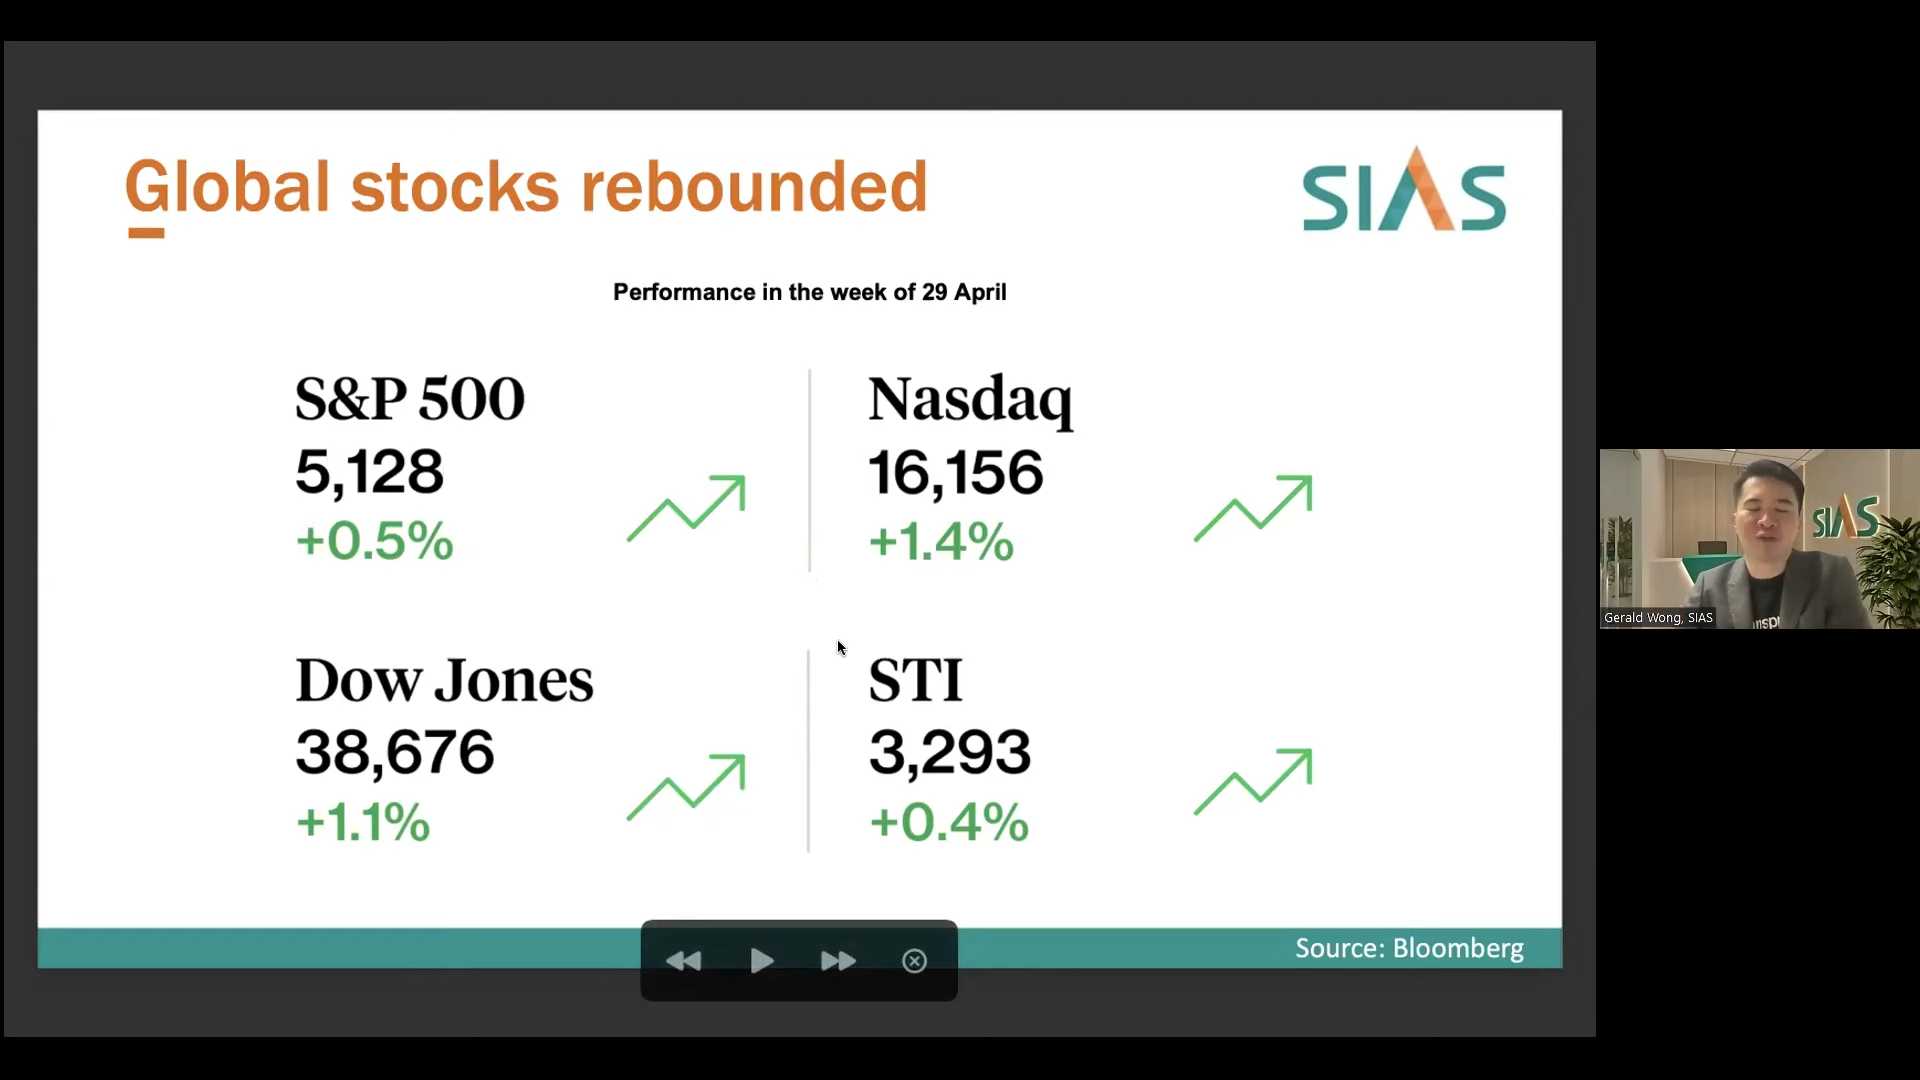 Global stocks rebounded
SIAS
Performance in the week of 29 April
S&P 500
5,128
+0.5%
Nasdaq
16,156
+1.4%
Dow Jones
38,676
+1.1%
STI
3,293
+0.4%
Source: Bloomberg
SIAS
Gerald Wong, SIAS